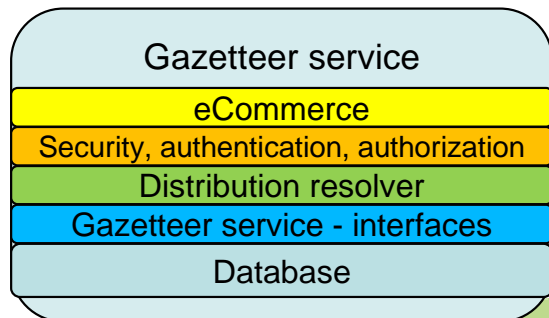 Gazetteer service
eCommerce
Security, authentication, authorization
Distribution resolver
Gazetteer service - interfaces
Database